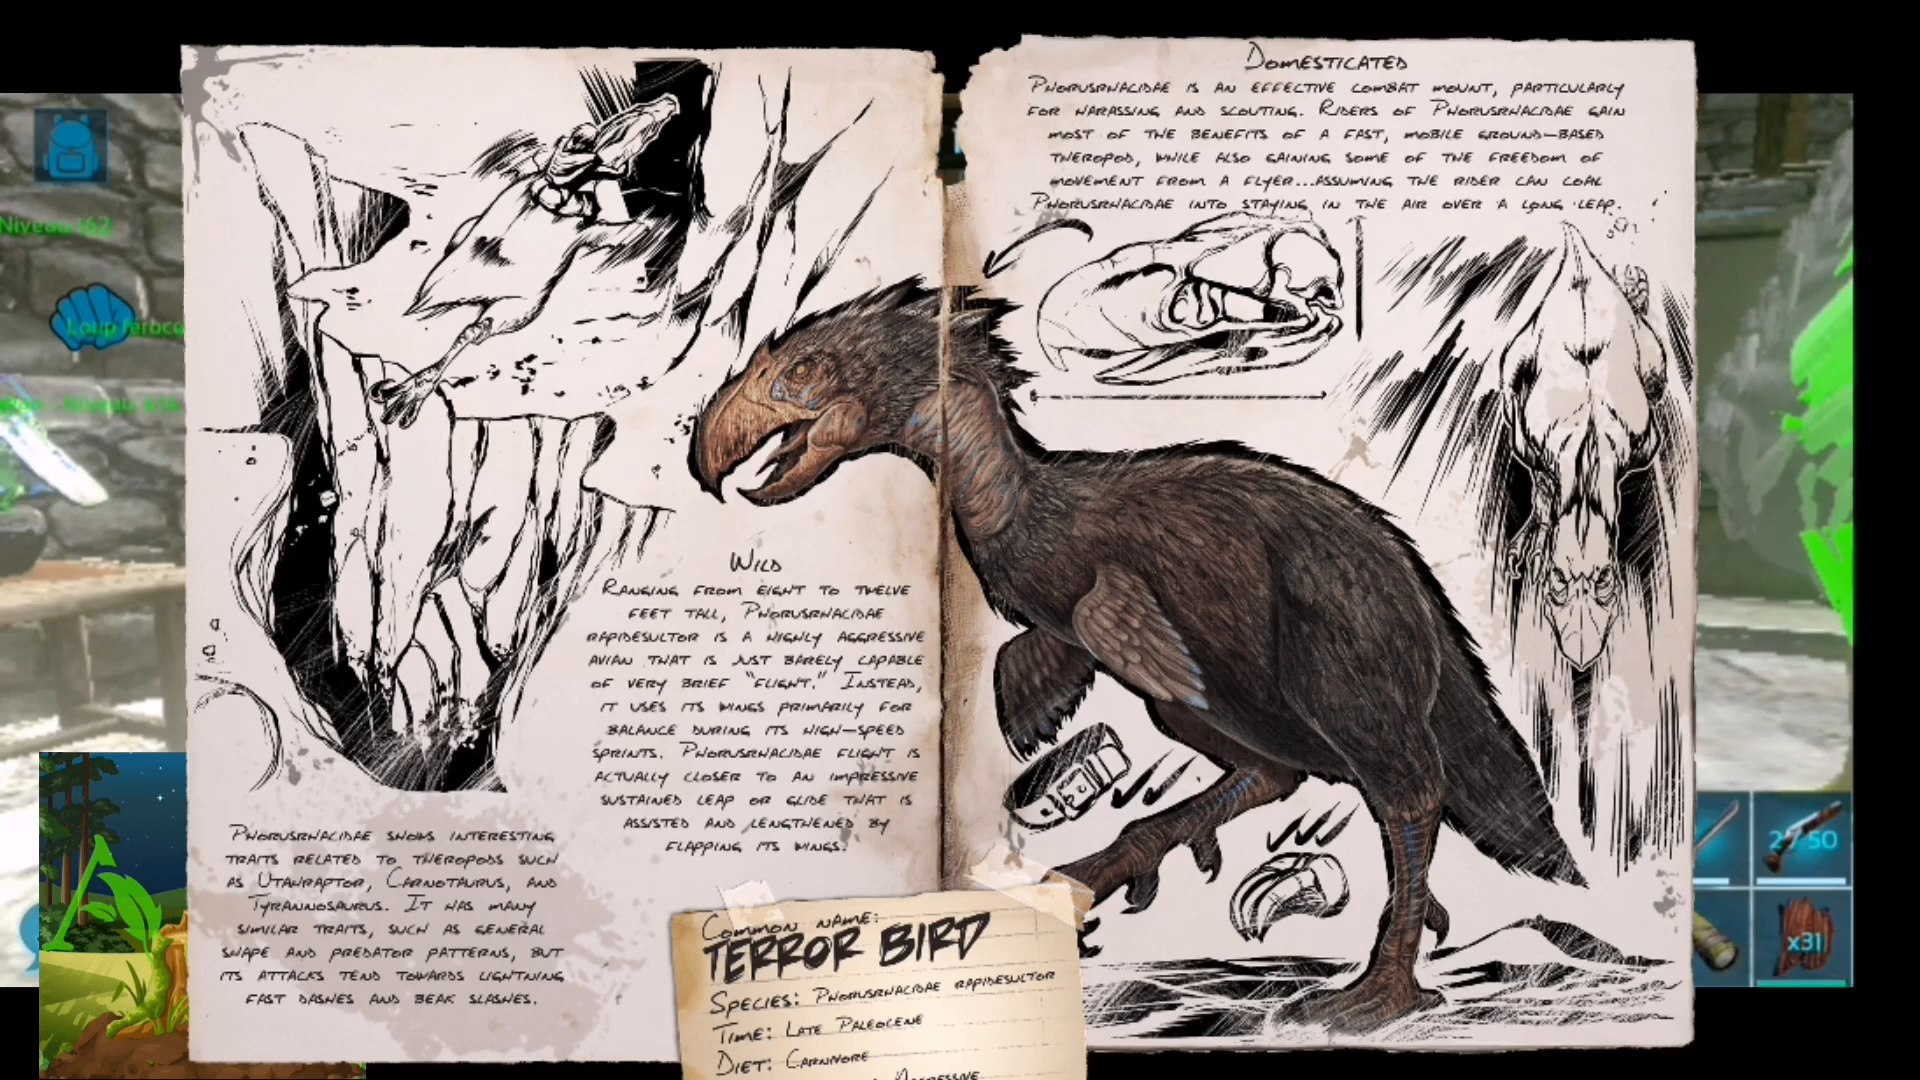 Domesticated
Phorusrhacidae is an effective combat mount, particularly
for harassing and scouting. Riders of Phorusrhacidae gain
most of the benefits of a fast, mobile ground-based
theropod, while also gaining some of the freedom of
movement from a flyer...assuming the rider can coax
Phorusrhacidae into staying in the air over a long leap.
Niveau 162
Loup féroce
Wild
Ranging from eight to twelve
feet tall, Phorusrhacidae
rapidesultor is a highly aggressive
avian that is just barely capable
of very brief "flight." Instead,
it uses its wings primarily for
balance during its high-speed
sprints. Phorusrhacidae flight is
actually closer to an impressive
sustained leap or glide that is
assisted and lengthened by
flapping its wings.
Phorusrhacidae shows interesting
traits related to theropods such
as Utahraptor, Carnotaurus, and
Tyrannosaurus. It has many
similar traits, such as general
shape and predator patterns, but
its attacks tend towards lightning
fast dashes and beak slashes.
Common name:
TERROR BIRD
Species: Phorusrhacidae rapidesultor
Time: Late Paleocene
Diet: Carnivore
Aggressive
x31